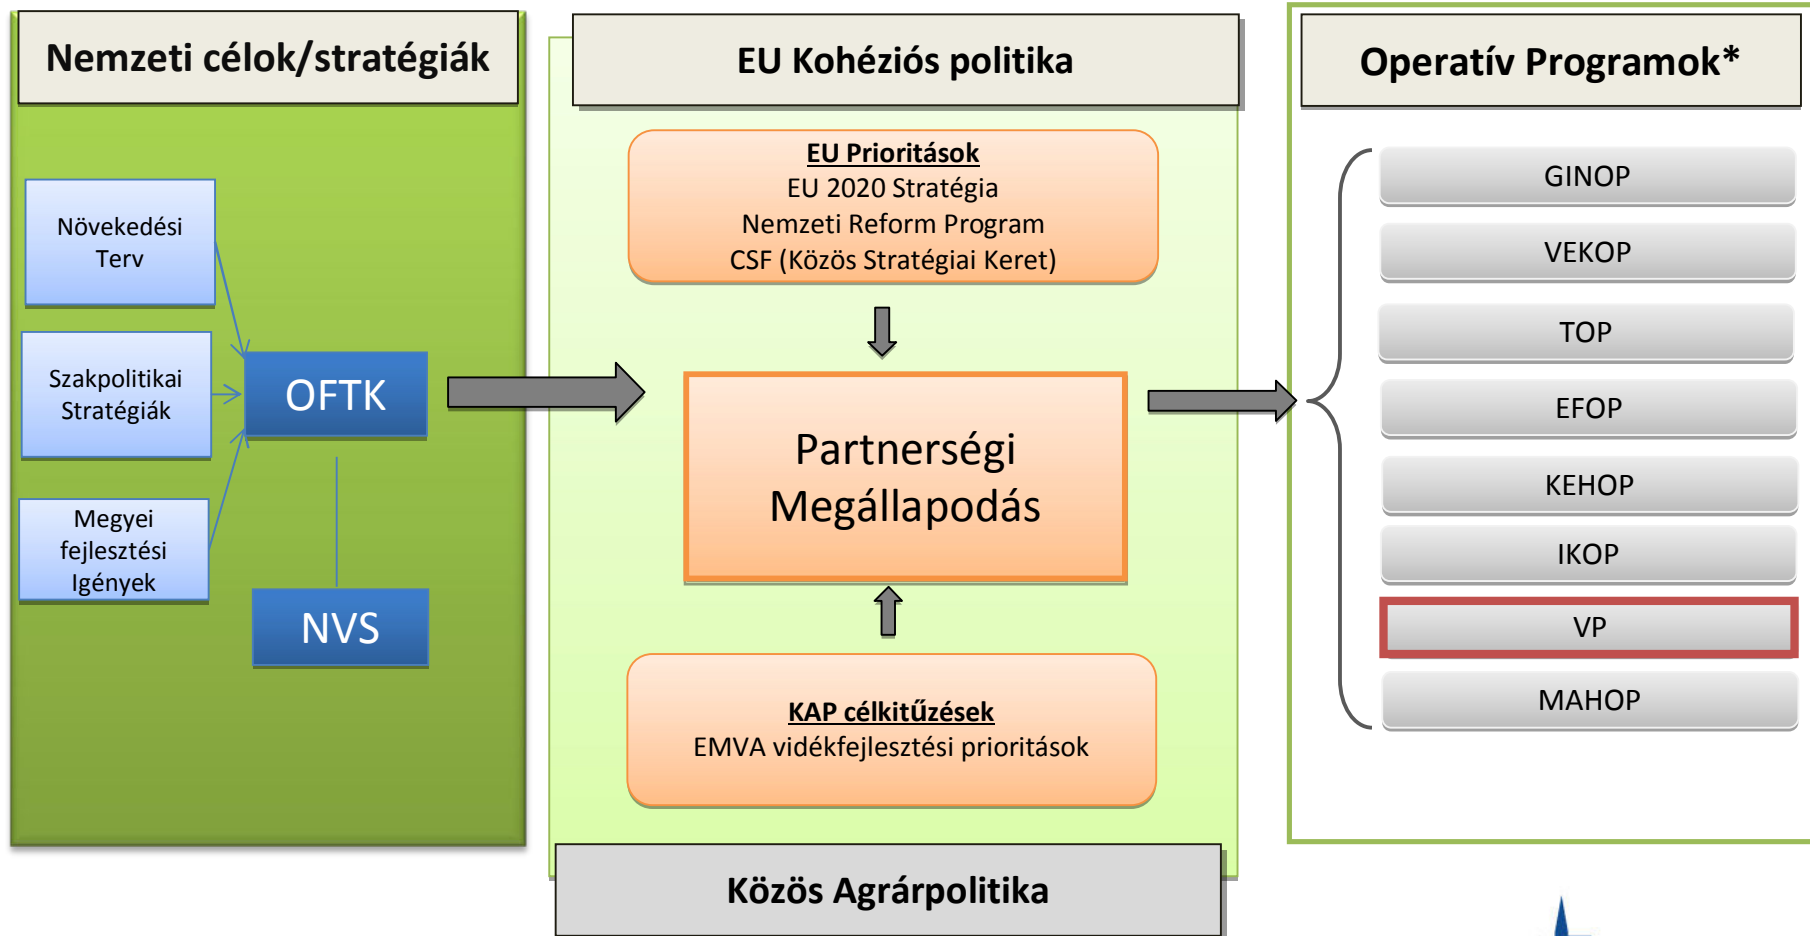 Nemzeti célok/stratégiák
Növekedési
Terv
Szakpolitikai
Stratégiák
Megyei
fejlesztési
Igények
OFTK
NVS
EU Kohéziós politika
EU Prioritások
EU 2020 Stratégia
Nemzeti Reform Program
CSF (Közös Stratégiai Keret)
Partnerségi
Megállapodás
KAP célkitűzések
EMVA vidékfejlesztési prioritások
Közös Agrárpolitika
Operatív Programok*
GINOP
VEKOP
TOP
EFOP
KEHOP
IKOP
VP
MAHOP